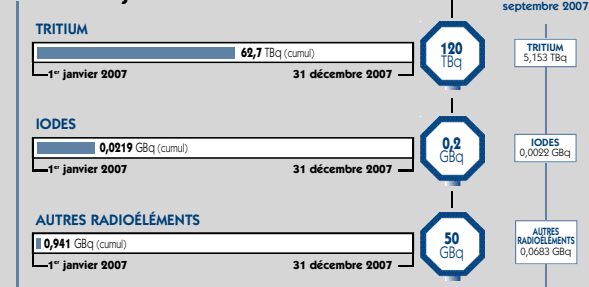 septembre 2007
TRITIUM
62,7 TBq (cumul)
1er janvier 2007
31 décembre 2007
120
TBq
TRITIUM
5,153 TBq
IODES
0,0219 GBq (cumul)
1er janvier 2007
31 décembre 2007
0,2
GBq
IODES
0,0022 GBq
AUTRES RADIOÉLÉMENTS
0,941 GBq (cumul)
1er janvier 2007
31 décembre 2007
50
GBq
AUTRES
RADIOÉLÉMENTS
0,0683 GBq